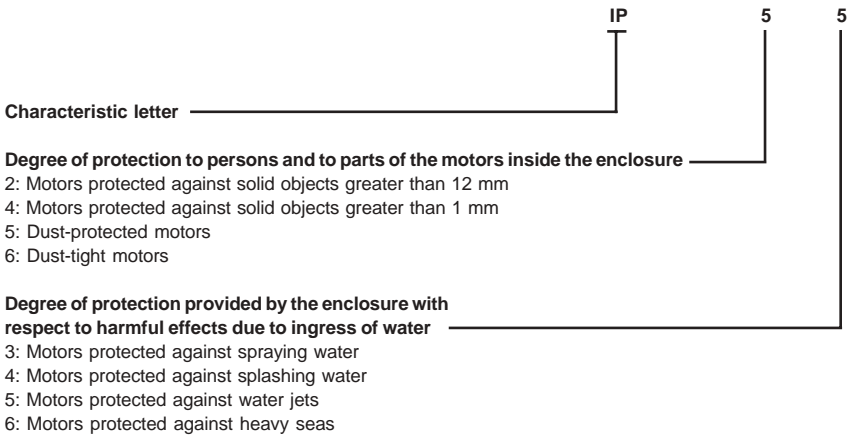 IP 5 5
Characteristic letter
Degree of protection to persons and to parts of the motors inside the enclosure
2: Motors protected against solid objects greater than 12 mm
4: Motors protected against solid objects greater than 1 mm
5: Dust-protected motors
6: Dust-tight motors
Degree of protection provided by the enclosure with
respect to harmful effects due to ingress of water
3: Motors protected against spraying water
4: Motors protected against splashing water
5: Motors protected against water jets
6: Motors protected against heavy seas